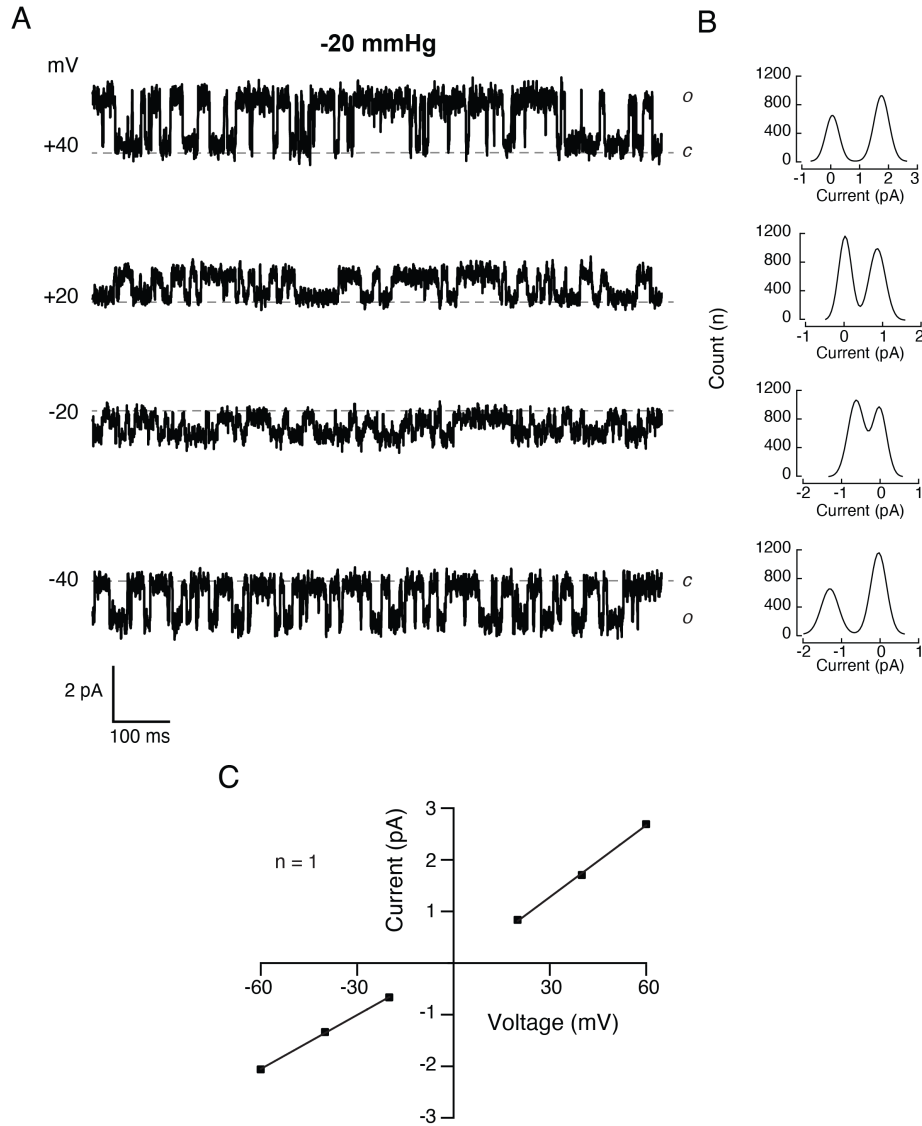 A
B
-20 mmHg
mV
+40
o
c
+20
-20
-40
c
o
2 pA
100 ms
Count (n)
1200
800
400
0
-1 0 1 2 3
Current (pA)
1200
800
400
0
-1 0 1 2
Current (pA)
1200
800
400
0
-2 -1 0 1
Current (pA)
1200
800
400
0
-2 -1 0 1
Current (pA)
C
n = 1
Current (pA)
3
2
1
-60 -30 30 60
Voltage (mV)
-1
-2
-3